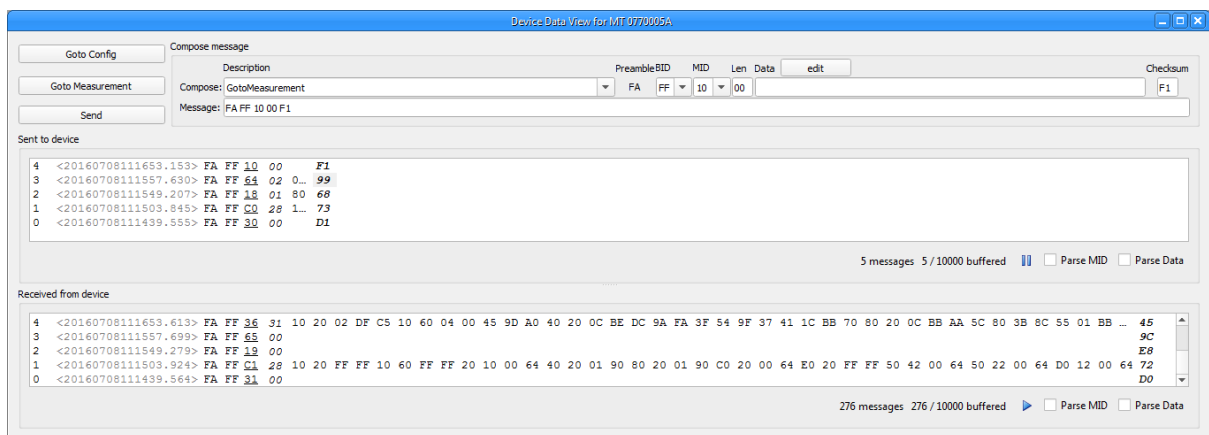 Device Data View for MT 0770005A
Goto Config
Goto Measurement
Send
Compose message
Description Preamble BID MID Len Data edit Checksum
Compose: GotoMeasurement FA FF 10 00 F1
Message: FA FF 10 00 F1
Sent to device
4 <20160708111653.153> FA FF 10 00 F1
3 <20160708111557.630> FA FF 64 02 0... 99
2 <20160708111549.207> FA FF 18 01 80 68
1 <20160708111503.845> FA FF C0 28 1... 73
0 <20160708111439.555> FA FF 30 00 D1
5 messages 5 / 10000 buffered Parse MID Parse Data
Received from device
4 <20160708111653.613> FA FF 36 31 10 20 02 DF C5 10 60 04 00 45 9D A0 40 20 0C BE DC 9A FA 3F 54 9F 37 41 1C BB 70 80 20 0C BB AA 5C 80 3B 8C 55 01 BB ... 45
3 <20160708111557.699> FA FF 65 00 9C
2 <20160708111549.279> FA FF 19 00 E8
1 <20160708111503.924> FA FF C1 28 10 20 FF FF 10 60 FF FF 20 10 00 64 40 20 01 90 80 20 01 90 C0 20 00 64 E0 20 FF FF 50 42 00 64 50 22 00 64 D0 12 00 64 72
0 <20160708111439.564> FA FF 31 00 D0
276 messages 276 / 10000 buffered Parse MID Parse Data